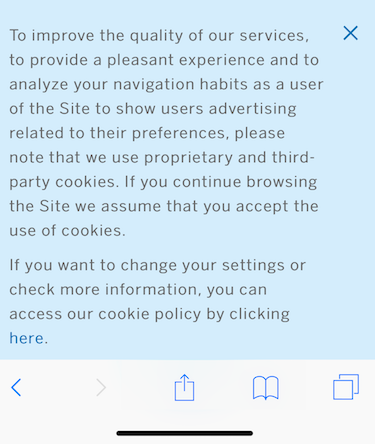 To improve the quality of our services,
to provide a pleasant experience and to
analyze your navigation habits as a user
of the Site to show users advertising
related to their preferences, please
note that we use proprietary and third-
party cookies. If you continue browsing
the Site we assume that you accept the
use of cookies.
If you want to change your settings or
check more information, you can
access our cookie policy by clicking
here.